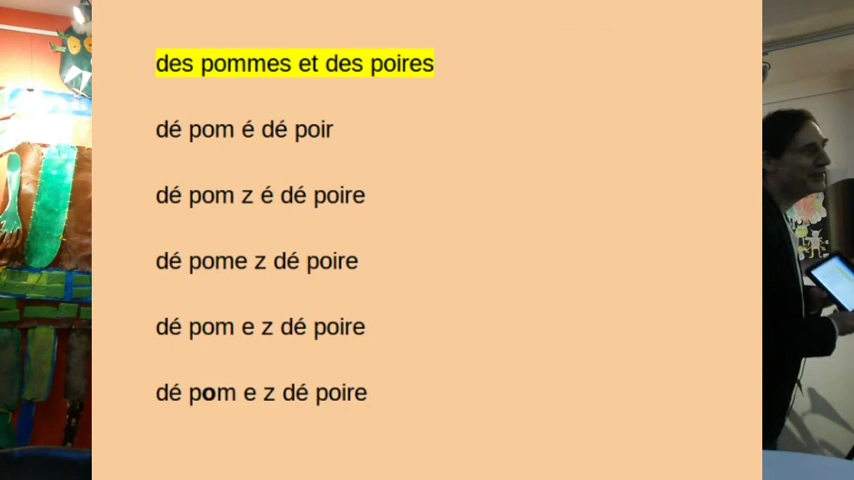 des pommes et des poires
dé pom é dé poir
dé pom z é dé poire
dé pome z dé poire
dé pom e z dé poire
dé pom e z dé poire